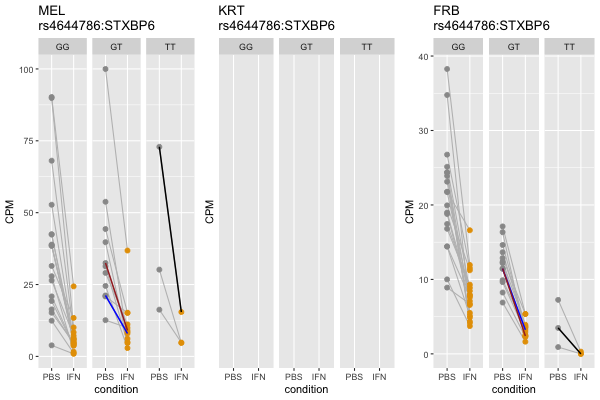 MEL
rs4644786:STXBP6
GG GT TT
CPM
100
75
50
25
0
PBS IFN PBS IFN PBS IFN
condition
KRT
rs4644786:STXBP6
GG GT TT
CPM
PBS IFN PBS IFN PBS IFN
condition
FRB
rs4644786:STXBP6
GG GT TT
CPM
40
30
20
10
0
PBS IFN PBS IFN PBS IFN
condition